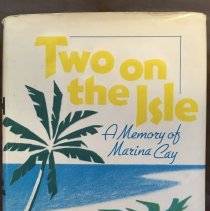 Two on
the Isle
A Memory of
Marina Cay